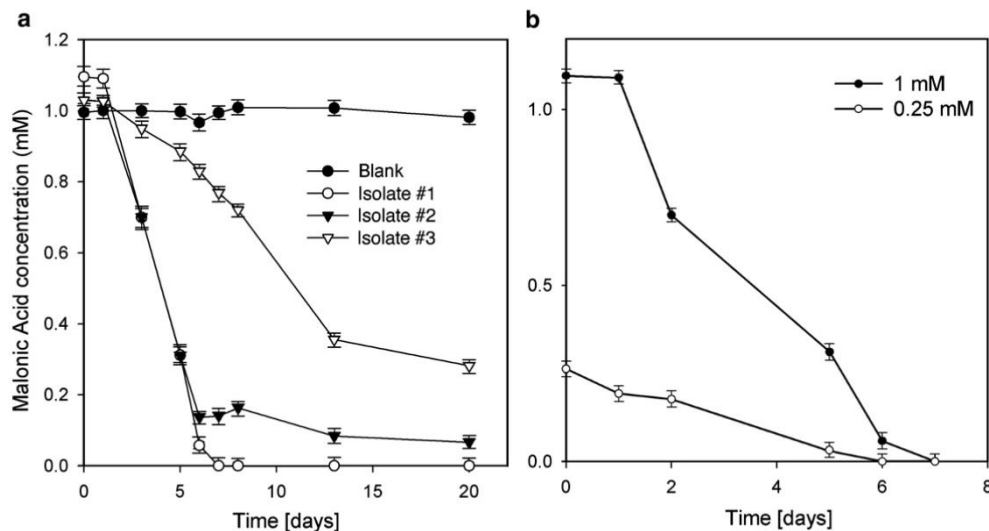 a
Malonic Acid concentration (mM)
1.2
1.0
0.8
0.6
0.4
0.2
0.0
Blank
Isolate #1
Isolate #2
Isolate #3
0
5
10
15
20
Time [days]
b
1.0
0.5
0.0
1 mM
0.25 mM
0
2
4
6
8
Time [days]